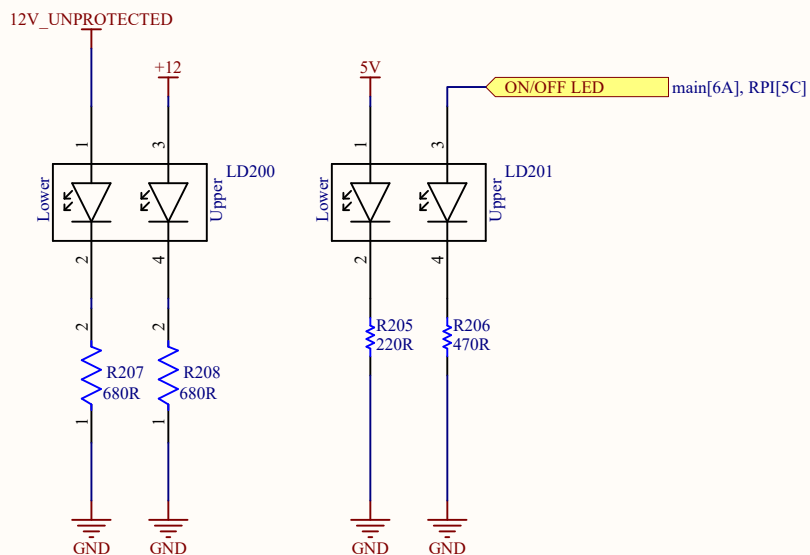 12V_UNPROTECTED
+12
5V
ON/OFF LED
main[6A], RPI[5C]
1
3
1
3
LD200
LD201
Lower
Upper
Lower
Upper
2
4
2
4
2
2
R205
220R
R206
470R
R207
680R
R208
680R
1
1
GND
GND
GND
GND